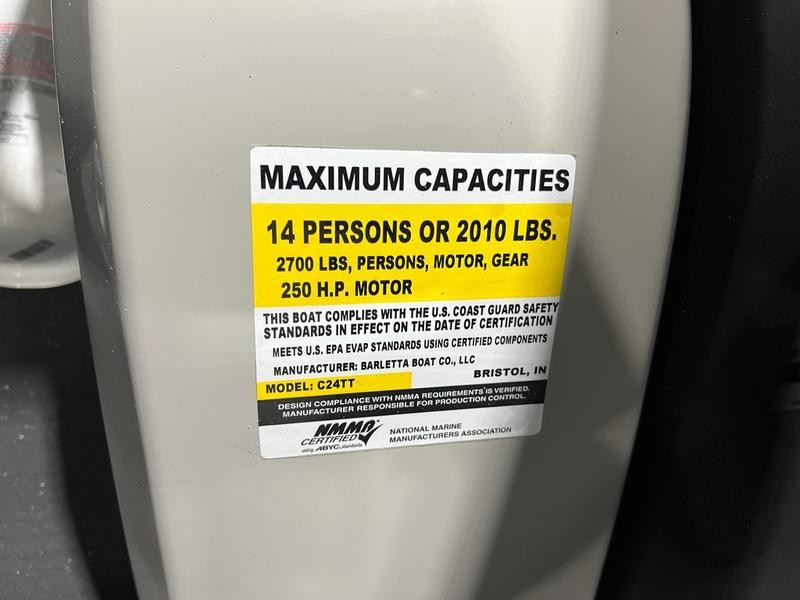 MAXIMUM CAPACITIES
14 PERSONS OR 2010 LBS.
2700 LBS, PERSONS, MOTOR, GEAR
250 H.P. MOTOR
THIS BOAT COMPLIES WITH THE U.S. COAST GUARD SAFETY
STANDARDS IN EFFECT ON THE DATE OF CERTIFICATION
MEETS U.S. EPA EVAP STANDARDS USING CERTIFIED COMPONENTS
MANUFACTURER: BARLETTA BOAT CO., LLC
BRISTOL, IN
MODEL: C24TT
DESIGN COMPLIANCE WITH NMMA REQUIREMENTS IS VERIFIED.
MANUFACTURER RESPONSIBLE FOR PRODUCTION CONTROL.
NMMA
CERTIFIED
using ABYC. standards
NATIONAL MARINE
MANUFACTURERS ASSOCIATION